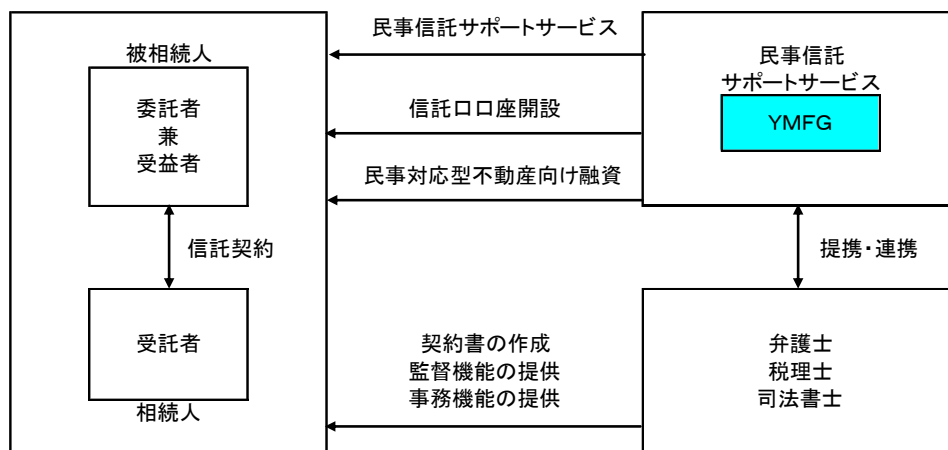 民事信託サポートサービス
被相続人
委託者
兼
受益者
信託口口座開設
民事対応型不動産向け融資
信託契約
受託者
相続人
契約書の作成
監督機能の提供
事務機能の提供
民事信託
サポートサービス
YMFG
提携・連携
弁護士
税理士
司法書士